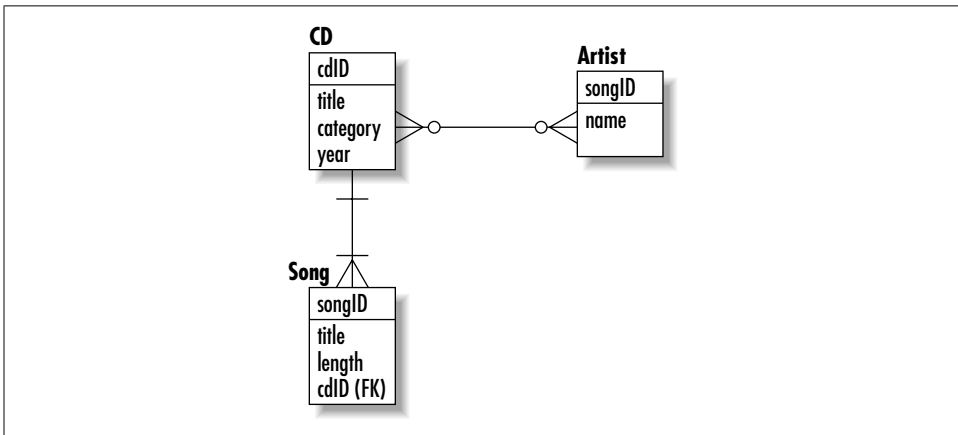 CD
cdID
title
category
year
Artist
songID
name
Song
songID
title
length
cdID (FK)